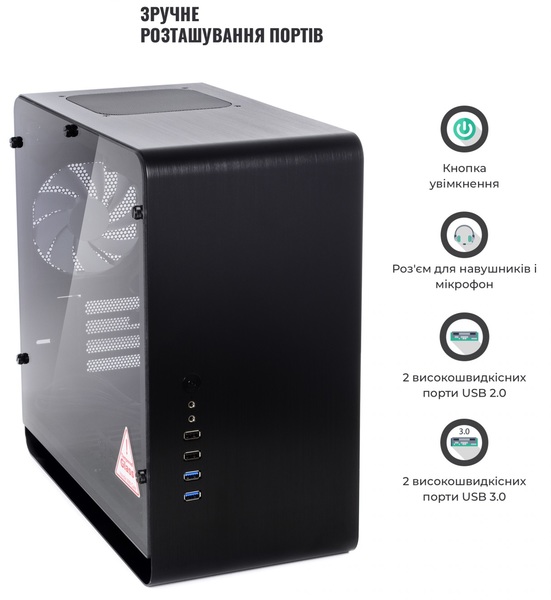 ЗРУЧНЕ
РОЗТАШУВАННЯ ПОРТІВ
Кнопка
увімкнення
Роз'єм для навушників і
мікрофон
2 високошвидкісних
порти USB 2.0
3.0
2 високошвидкісних
порти USB 3.0
Glass